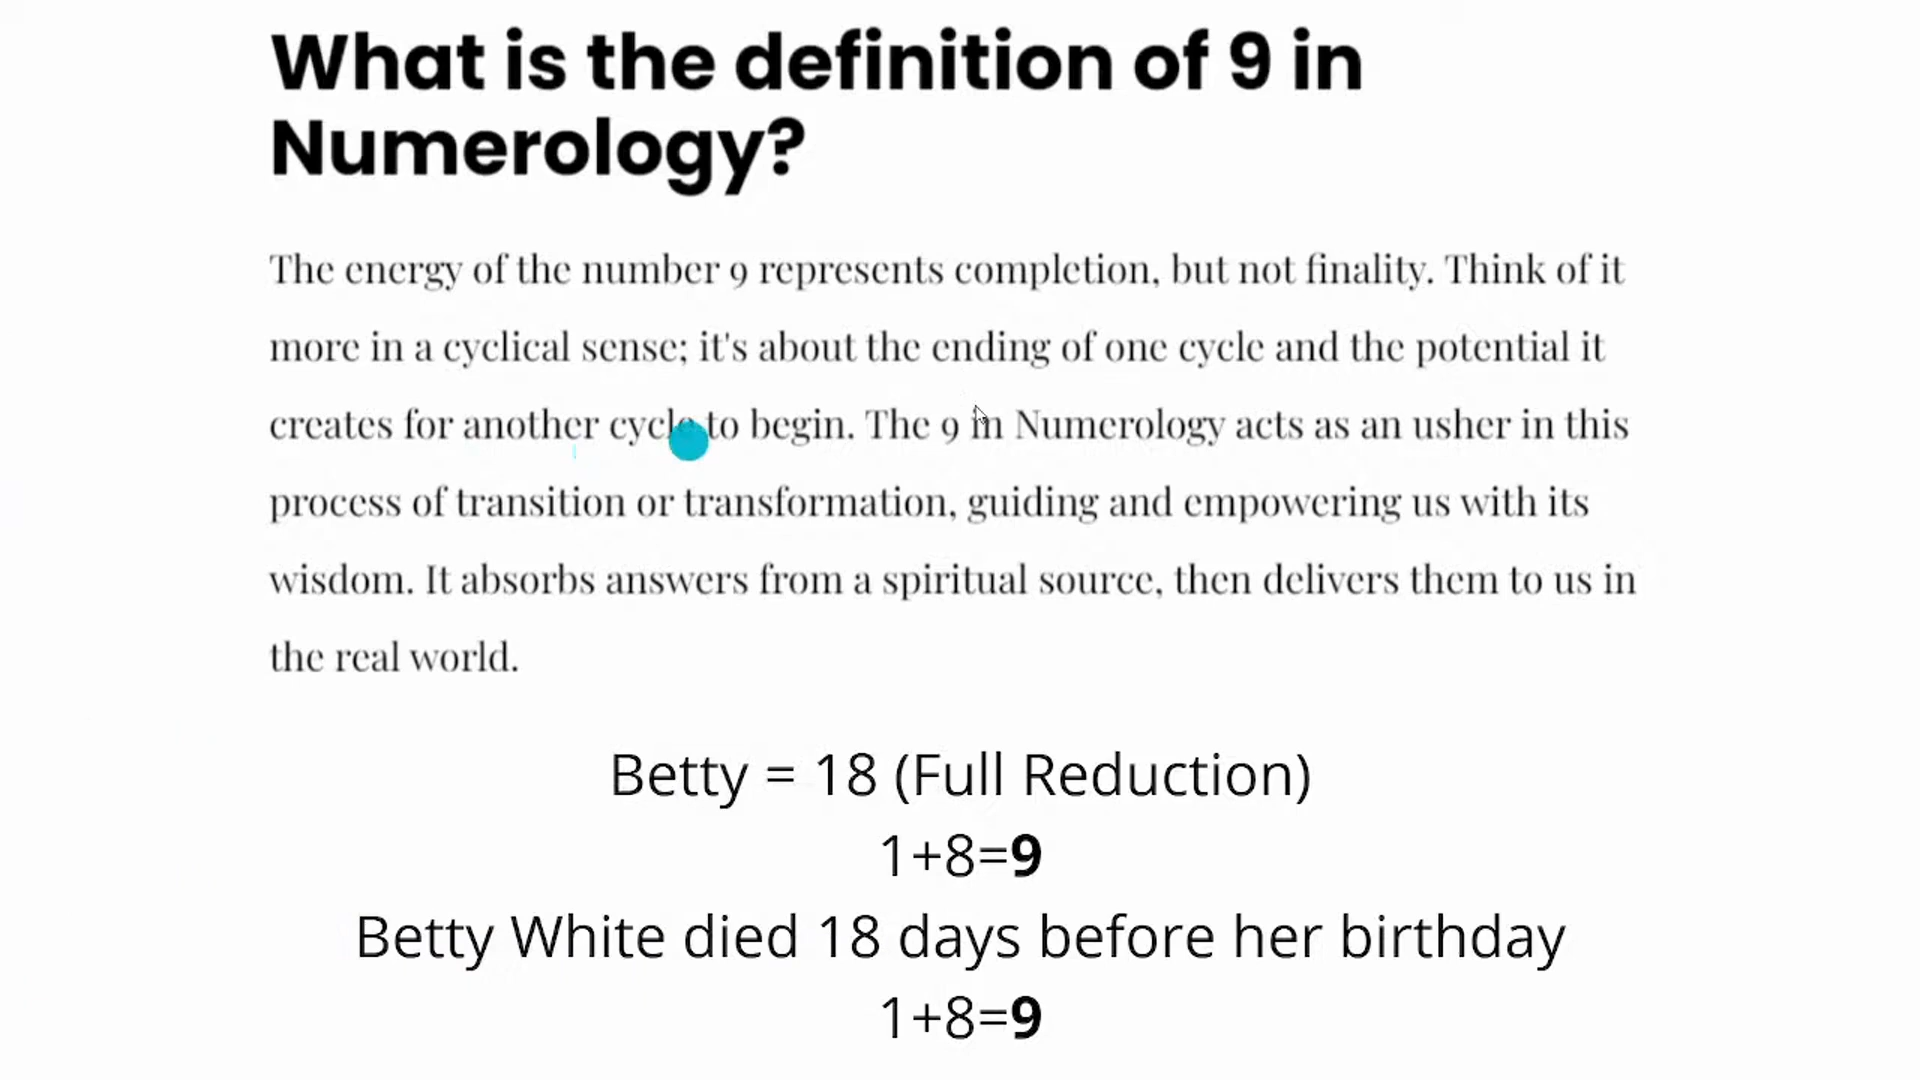 What is the definition of 9 in
Numerology?
The energy of the number 9 represents completion, but not finality. Think of it
more in a cyclical sense; it's about the ending of one cycle and the potential it
creates for another cycle to begin. The 9 in Numerology acts as an usher in this
process of transition or transformation, guiding and empowering us with its
wisdom. It absorbs answers from a spiritual source, then delivers them to us in
the real world.
Betty = 18 (Full Reduction)
1+8=9
Betty White died 18 days before her birthday
1+8=9